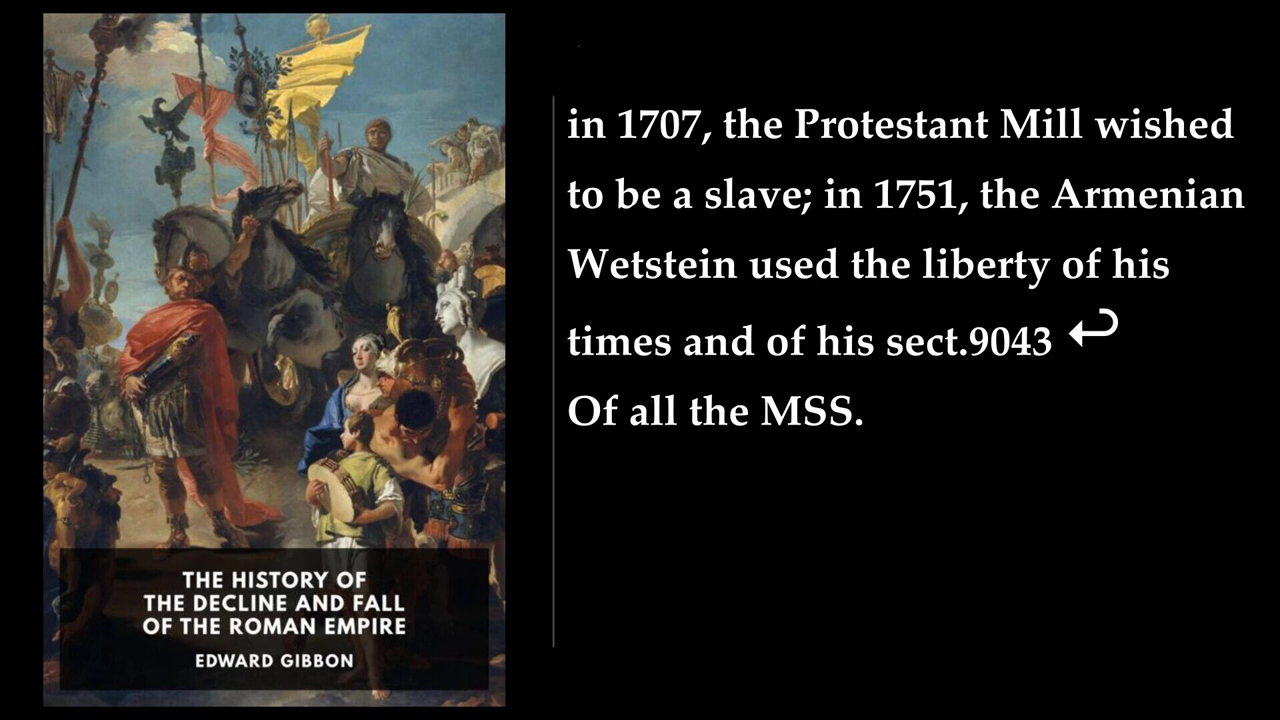 THE HISTORY OF
THE DECLINE AND FALL
OF THE ROMAN EMPIRE
EDWARD GIBBON
in 1707, the Protestant Mill wished
to be a slave; in 1751, the Armenian
Wetstein used the liberty of his
times and of his sect.9043 ↩
Of all the MSS.